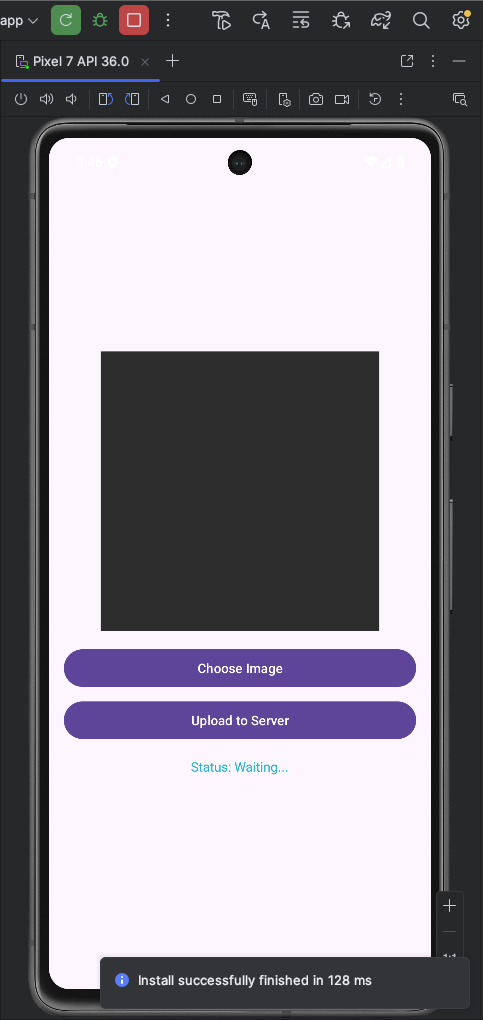 app
Pixel 7 API 36.0
Choose Image
Upload to Server
Status: Waiting...
Install successfully finished in 128 ms